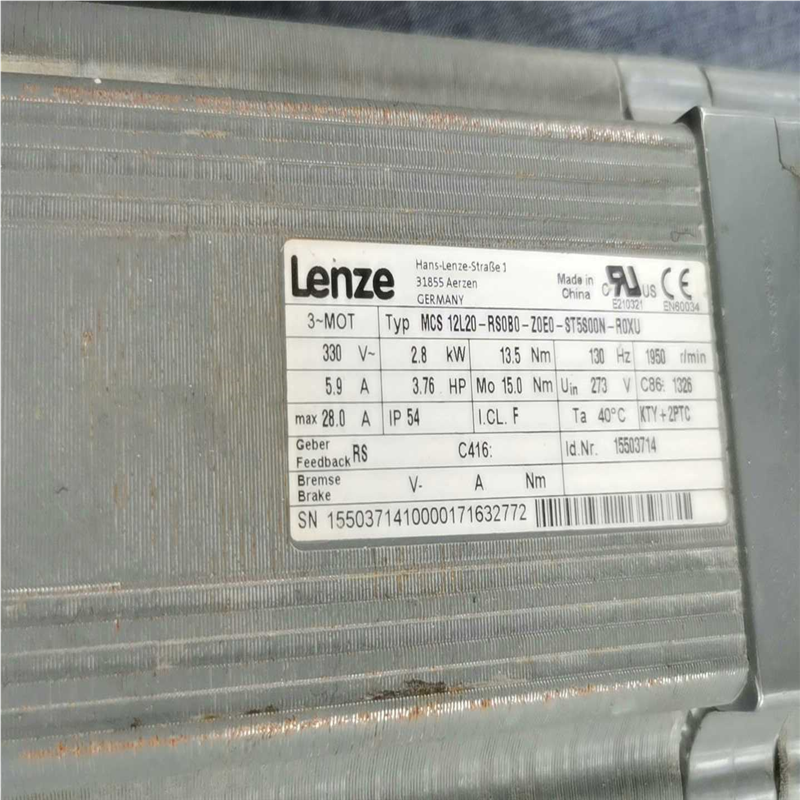 Lenze
Hans-Lenze-Straße 1
31855 Aerzen
GERMANY
Made in
China
c RU US CE
E210321 EN60034
3~MOT Typ MCS 12L20-RS0B0-Z0E0-ST5S00N-R0XU
330 V~ 2.8 kW 13.5 Nm 130 Hz 1950 r/min
5.9 A 3.76 HP Mo 15.0 Nm Uin 273 V C86: 1326
max 28.0 A IP 54 I.CL. F Ta 40°C KTY+2PTC
Geber
Feedback RS C416: Id.Nr. 15503714
Bremse
Brake V- A Nm
SN 1550371410000171632772